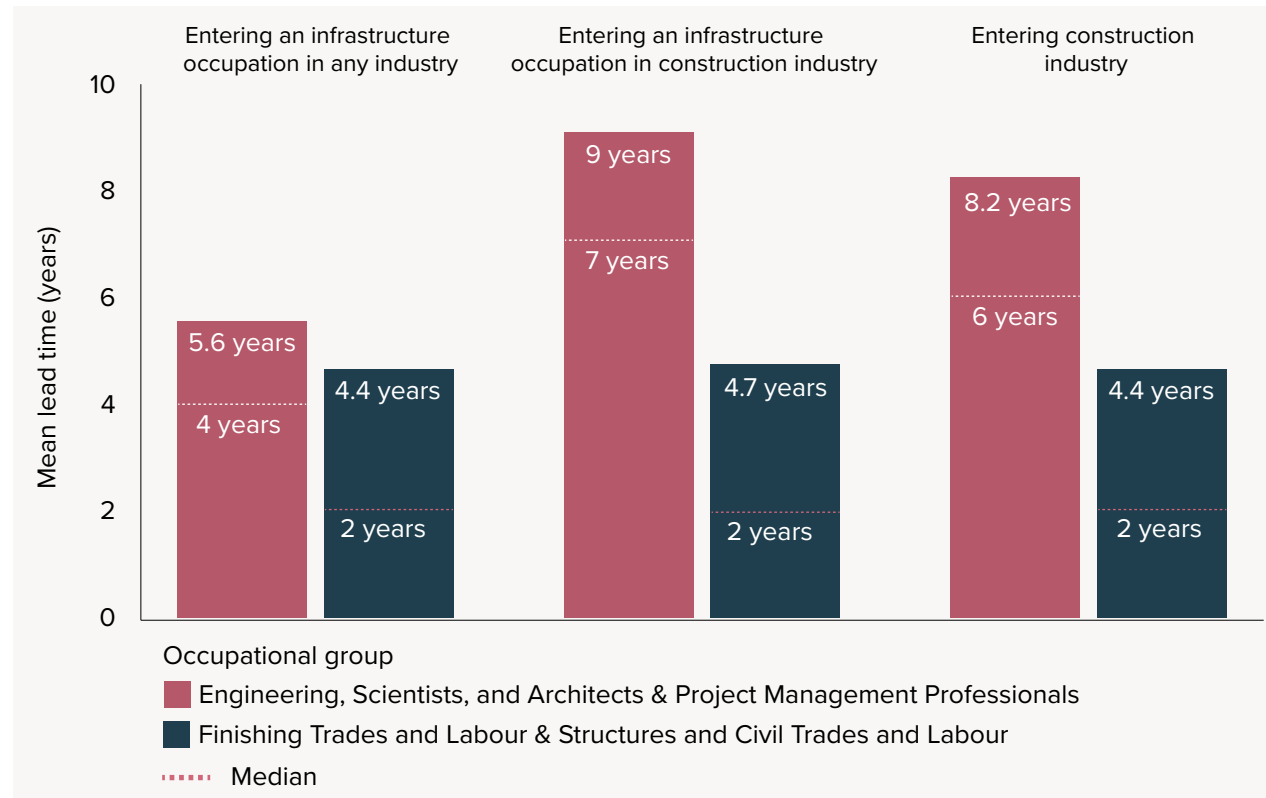 Entering an infrastructure
occupation in any industry
Entering an infrastructure
occupation in construction industry
Entering construction
industry
Mean lead time (years)
10
8
6
4
2
0
5.6 years
4 years
4.4 years
2 years
9 years
7 years
4.7 years
2 years
8.2 years
6 years
4.4 years
2 years
Occupational group
Engineering, Scientists, and Architects & Project Management Professionals
Finishing Trades and Labour & Structures and Civil Trades and Labour
Median